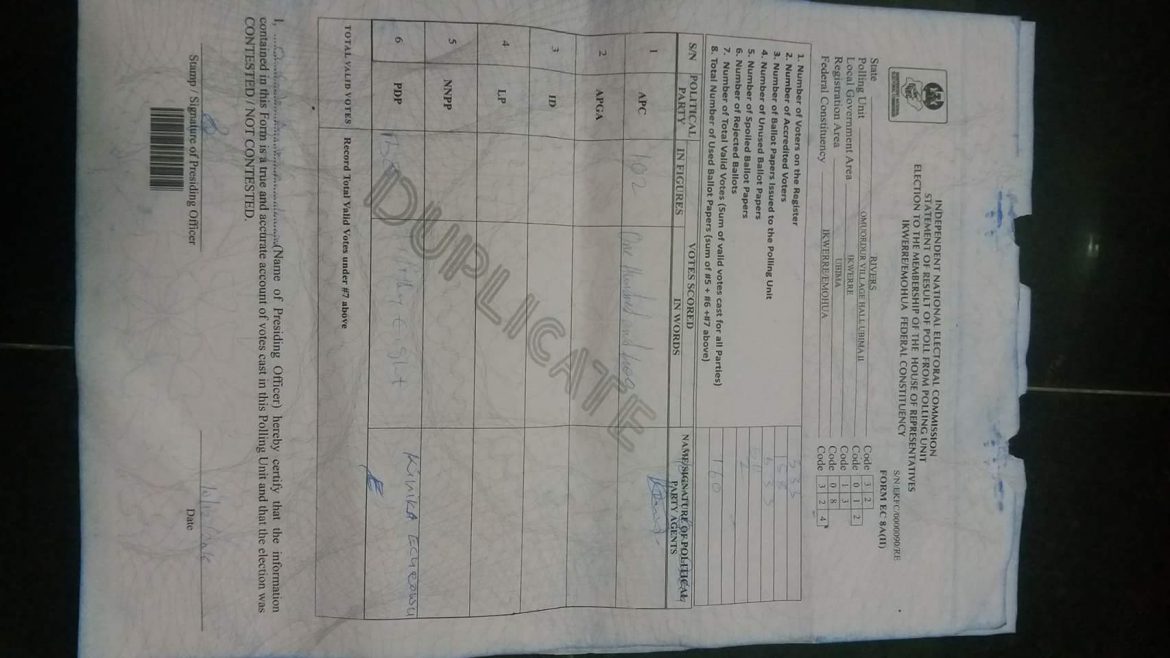 INDEPENDENT NATIONAL ELECTORAL COMMISSION
STATEMENT OF RESULT OF POLL FROM POLLING UNIT
ELECTION TO THE MEMBERSHIP OF THE HOUSE OF REPRESENTATIVES
IKWERRE/EMOHUA FEDERAL CONSTITUENCY
FORM EC 8A(II)
State RIVERS Code 3 2
Polling Unit OMUORDUR VILLAGE HALL UBIMA II Code 0 1 2
Local Government Area IKWERRE Code 1 3
Registration Area UBIMA Code 0 8
Federal Constituency IKWERRE/EMOHUA Code 3 2 4
1. Number of Voters on the Register
2. Number of Accredited Voters
3. Number of Ballot Papers Issued to the Polling Unit
4. Number of Unused Ballot Papers
5. Number of Spoiled Ballot Papers
6. Number of Rejected Ballots
7. Number of Total Valid Votes (Sum of valid votes cast for all Parties)
8. Total Number of Used Ballot Papers (sum of #5 + #6 +#7 above)
160
S/N POLITICAL PARTY VOTES SCORED NAME/SIGNATURE OF POLITICAL PARTY AGENTS
IN FIGURES IN WORDS
1 APC 102 One hundred and two
2 APGA
3 ID
4 LP
5 NNPP
6 PDP
TOTAL VALID VOTES Record Total Valid Votes under #7 above
DUPLICATE
I, (Name of Presiding Officer) hereby certify that the information
contained in this Form is a true and accurate account of votes cast in this Polling Unit and that the election was
CONTESTED / NOT CONTESTED.
Stamp / Signature of Presiding Officer Date